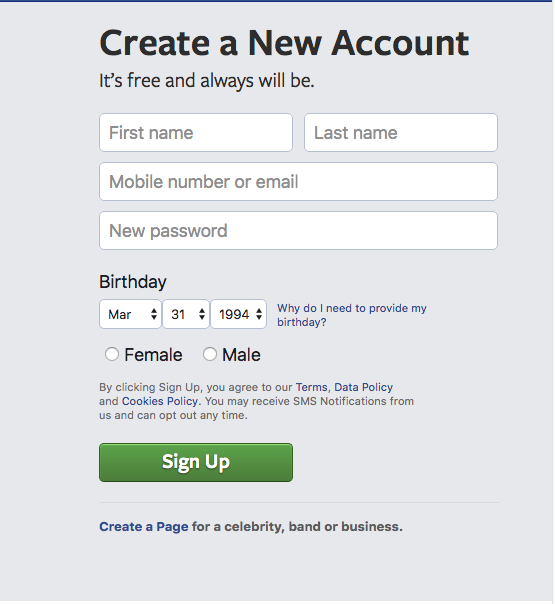 Create a New Account
It's free and always will be.
First name Last name
Mobile number or email
New password
Birthday
Mar 31 1994 Why do I need to provide my
birthday?
Female Male
By clicking Sign Up, you agree to our Terms, Data Policy
and Cookies Policy. You may receive SMS Notifications from
us and can opt out any time.
Sign Up
Create a Page for a celebrity, band or business.